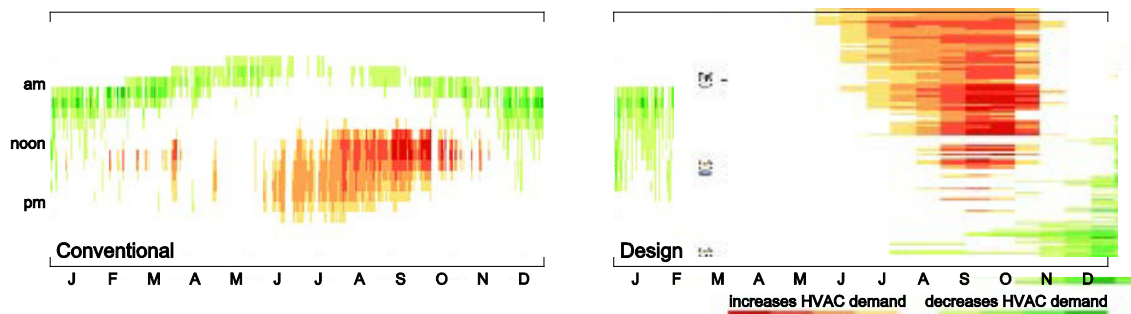 am
noon
pm
Conventional
J F M A M J J A S O N D
Design
J F M A M J J A S O N D
increases HVAC demand decreases HVAC demand